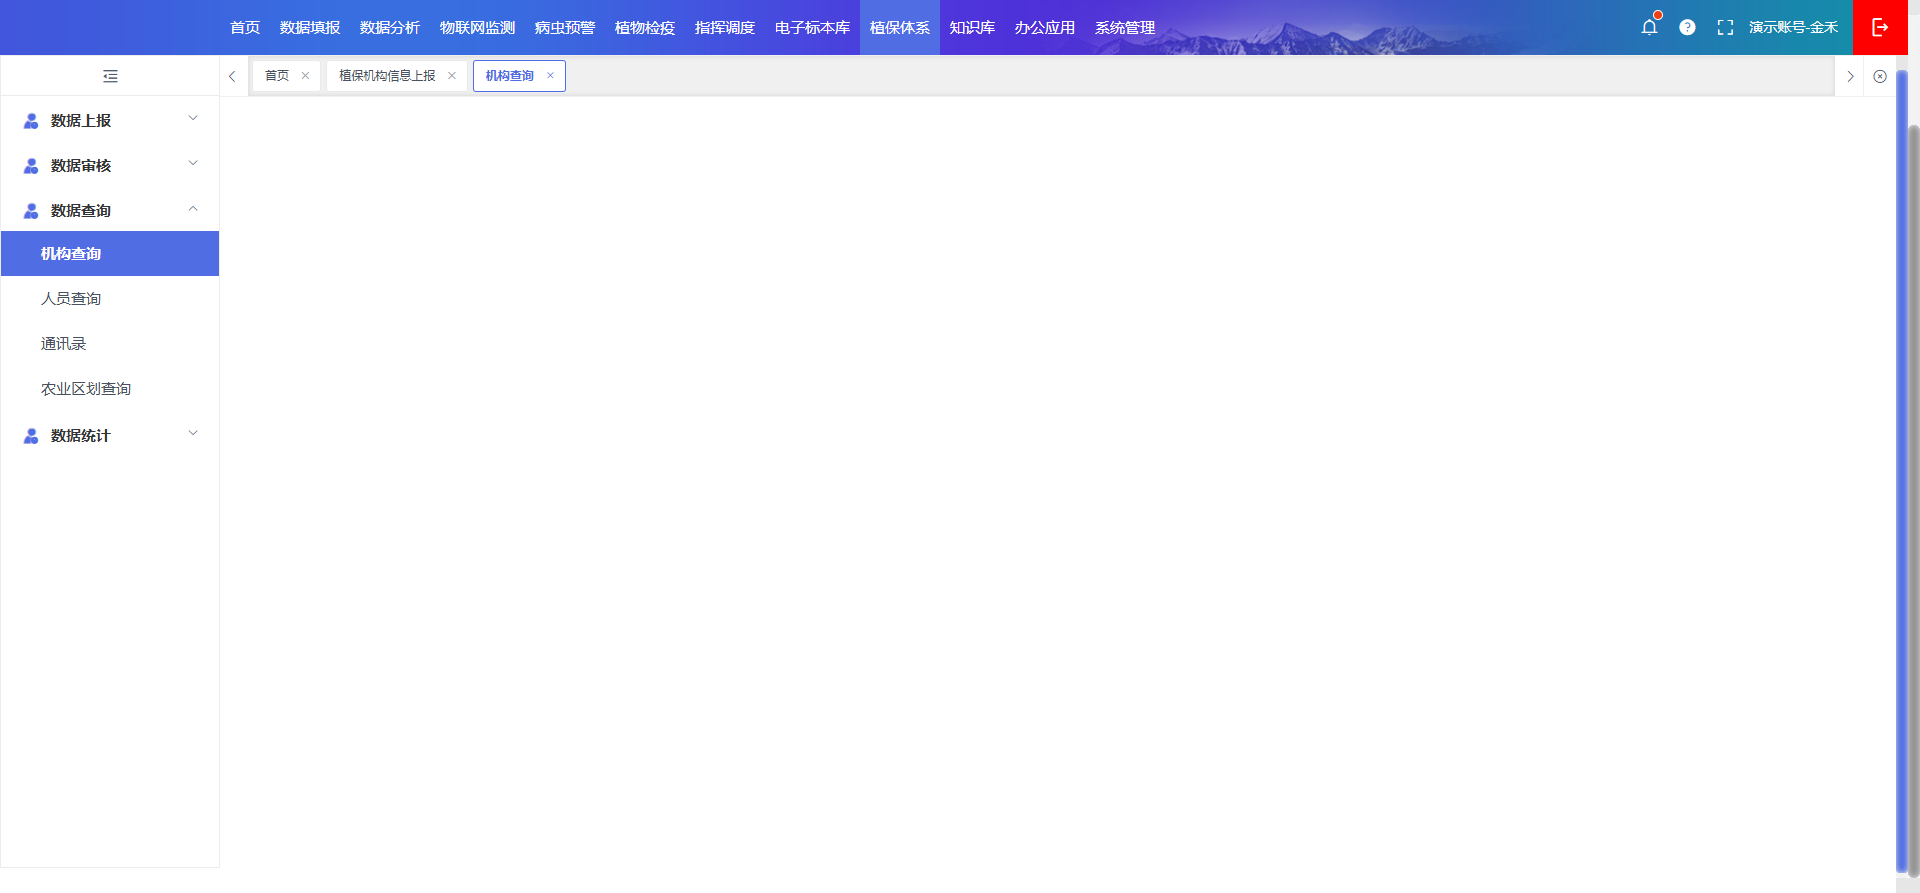 首页 数据填报 数据分析 物联网监测 病虫预警 植物检疫 指挥调度 电子标本库 植保体系 知识库 办公应用 系统管理 演示账号-金禾
首页 植保机构信息上报 机构查询
数据上报
数据审核
数据查询
机构查询
人员查询
通讯录
农业区划查询
数据统计